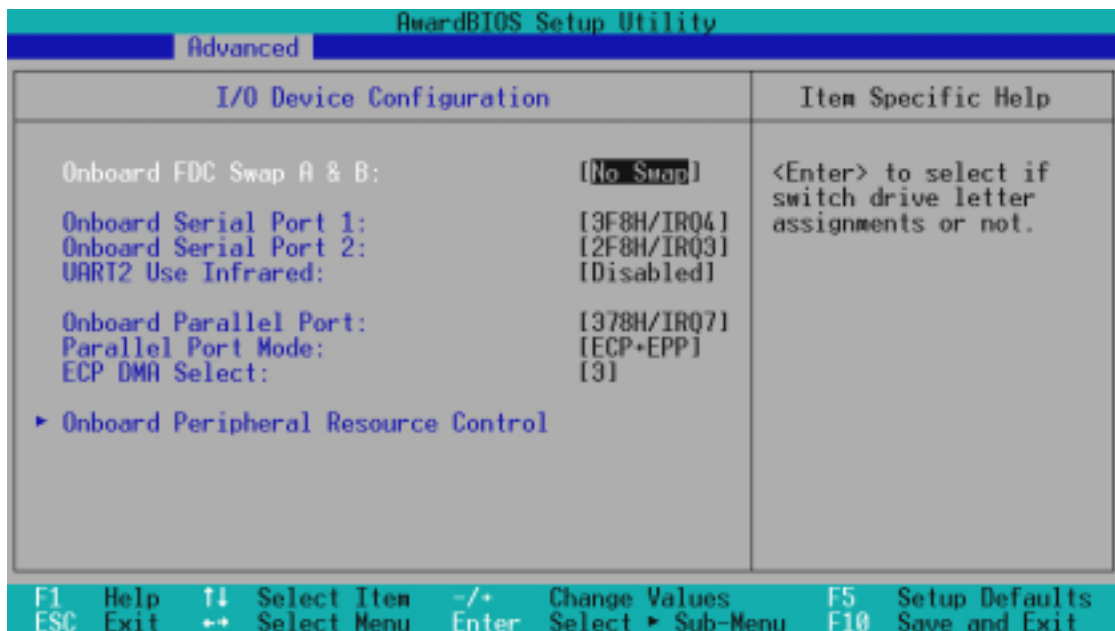 AwardBIOS Setup Utility
Advanced
I/O Device Configuration
Item Specific Help
Onboard FDC Swap A & B: [No Swap]
Onboard Serial Port 1: [3F8H/IRQ4]
Onboard Serial Port 2: [2F8H/IRQ3]
UART2 Use Infrared: [Disabled]
Onboard Parallel Port: [378H/IRQ7]
Parallel Port Mode: [ECP+EPP]
ECP DMA Select: [3]
▸ Onboard Peripheral Resource Control
<Enter> to select if
switch drive letter
assignments or not.
F1 Help ↑↓ Select Item -/+ Change Values F5 Setup Defaults
ESC Exit ←→ Select Menu Enter Select ▸ Sub-Menu F10 Save and Exit